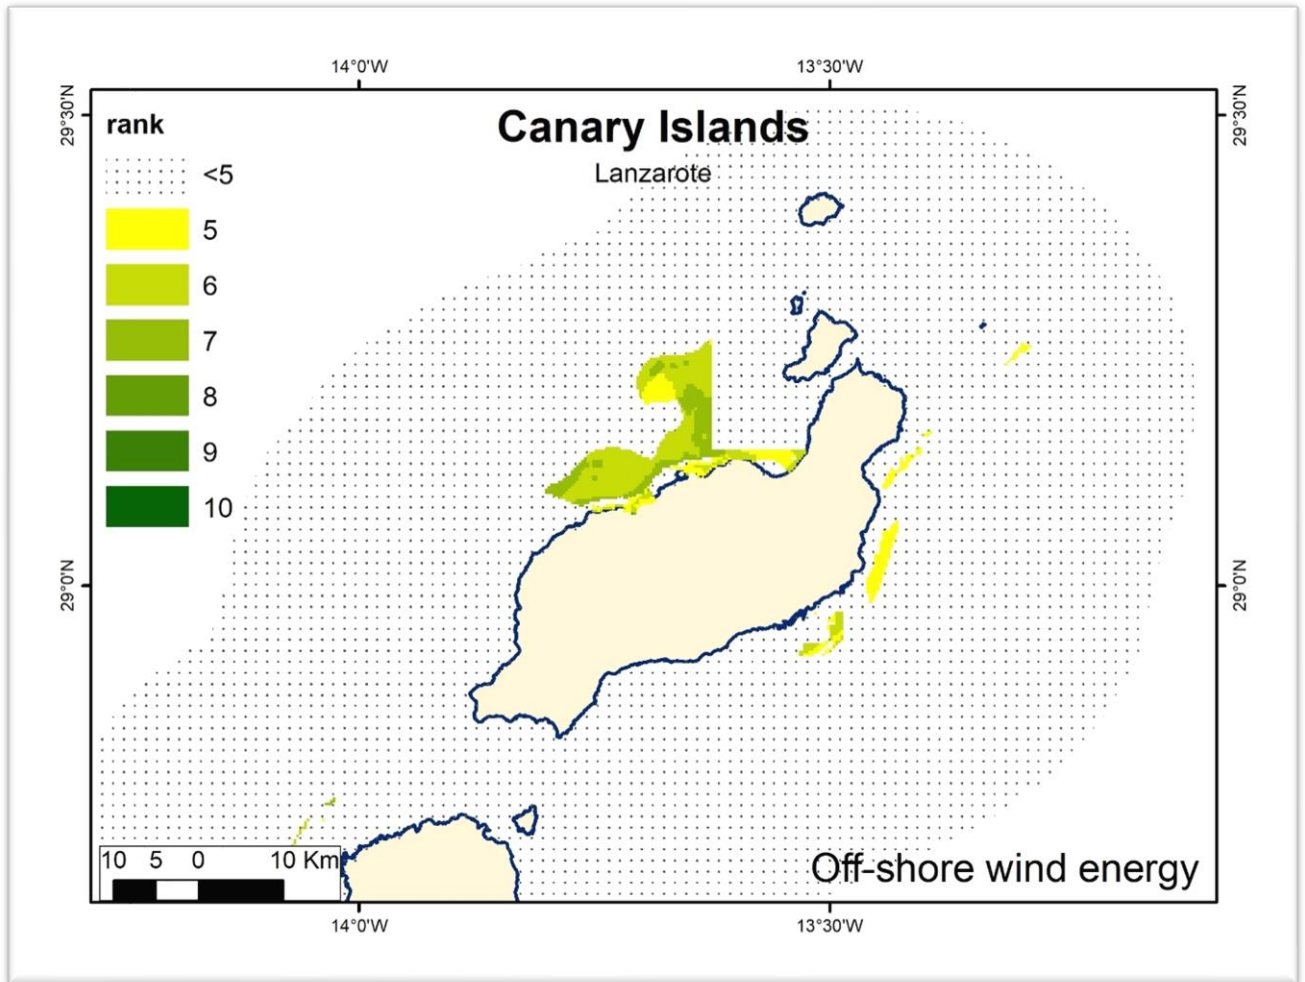 14°0'W 13°30'W
29°30'N 29°30'N
rank
Canary Islands
Lanzarote
<5
5
6
7
8
9
10
29°0'N 29°0'N
10 5 0 10 Km
Off-shore wind energy
14°0'W 13°30'W